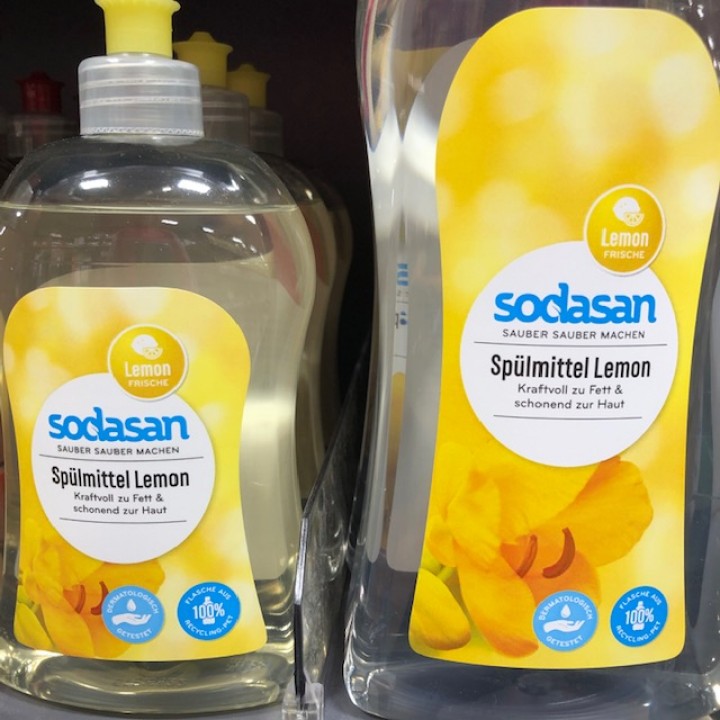 Lemon
FRISCHE
sodasan
SAUBER SAUBER MACHEN
Spülmittel Lemon
Kraftvoll zu Fett &
schonend zur Haut
DERMATOLOGISCH
GETESTET
FLASCHE AUS
100%
RECYCLING-PET
Lemon
FRISCHE
sodasan
SAUBER SAUBER MACHEN
Spülmittel Lemon
Kraftvoll zu Fett &
schonend zur Haut
DERMATOLOGISCH
GETESTET
FLASCHE AUS
100%
RECYCLING-PET